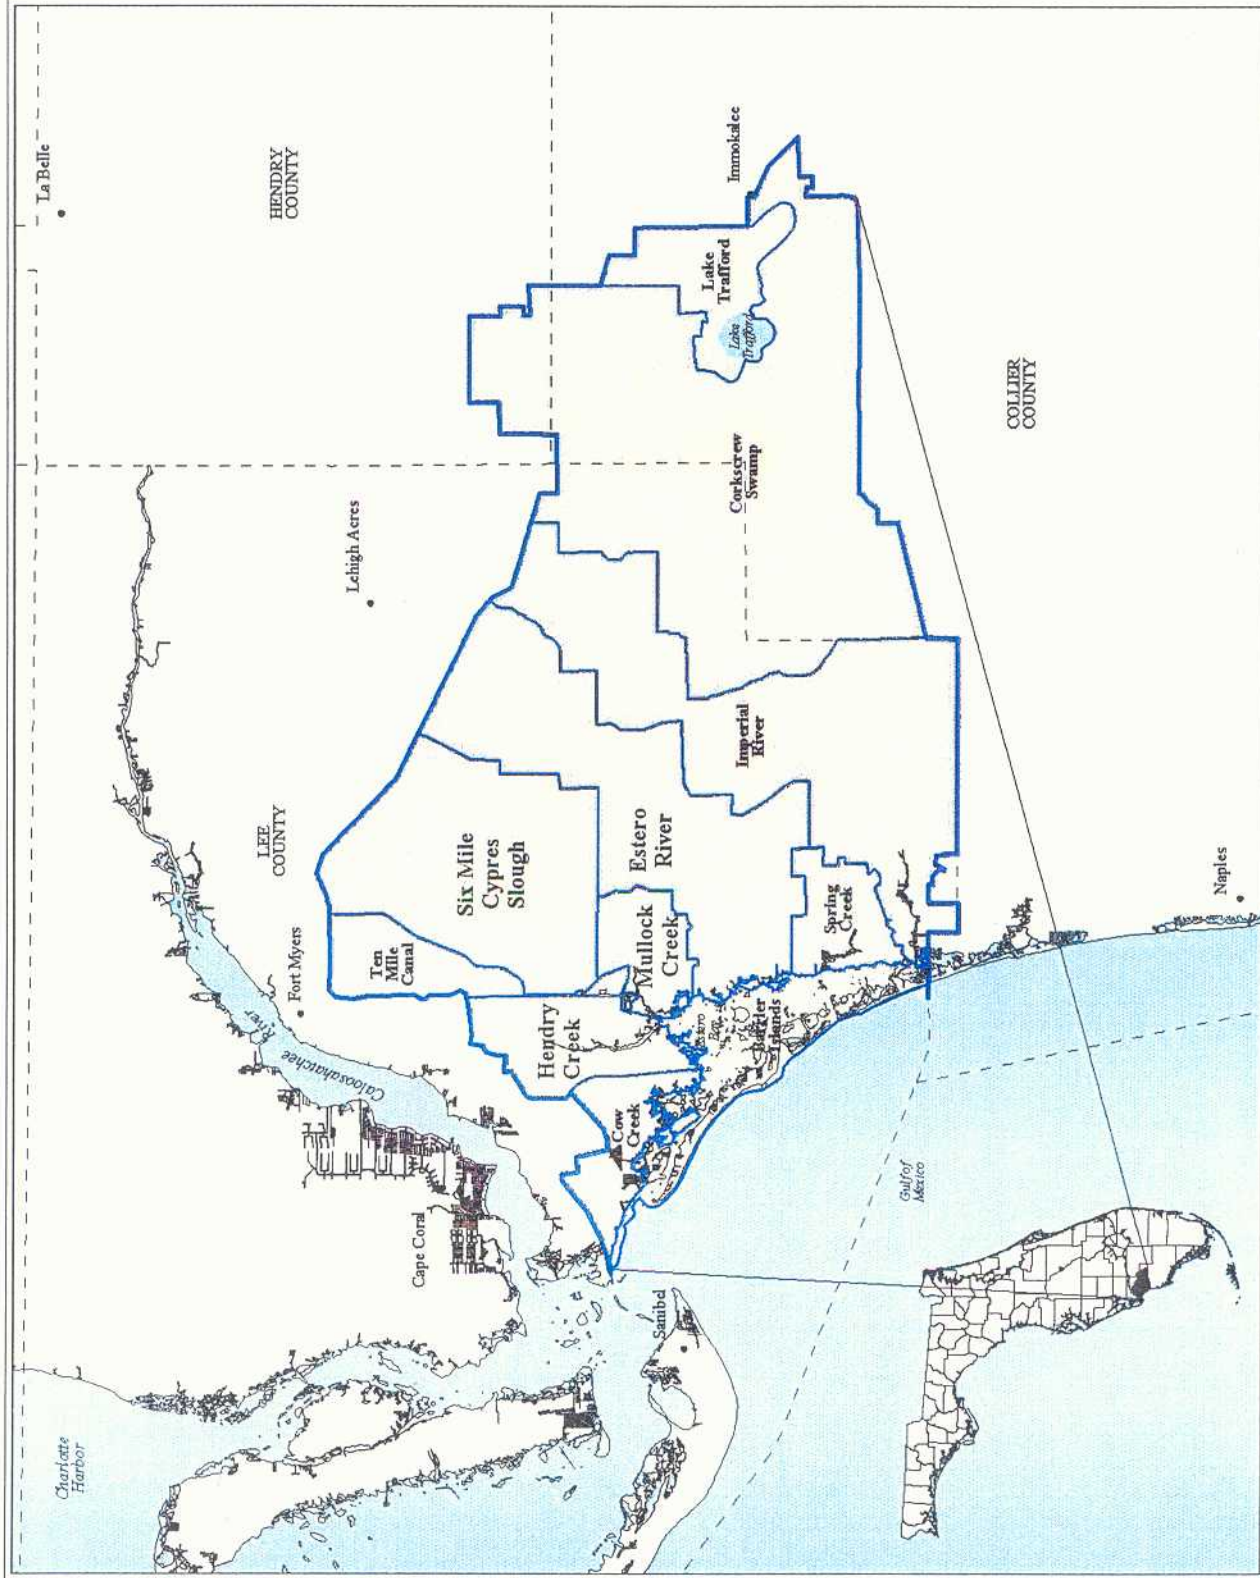 La Belle
Charlotte
Harbor
Caloosahatchee
River
LEE
COUNTY
HENDRY
COUNTY
Fort Myers
Lehigh Acres
Ten
Mile
Canal
Cape Coral
Six Mile
Cypres
Slough
Hendry
Creek
Cow
Creek
Estero
River
Mullock
Creek
Sanibel
Estero
Bay
Lake
Trafford
Immokalee
Lake
Trafford
Corkscrew
Swamp
Imperial
River
Barrier
Islands
Spring
Creek
Gulf of
Mexico
COLLIER
COUNTY
Naples